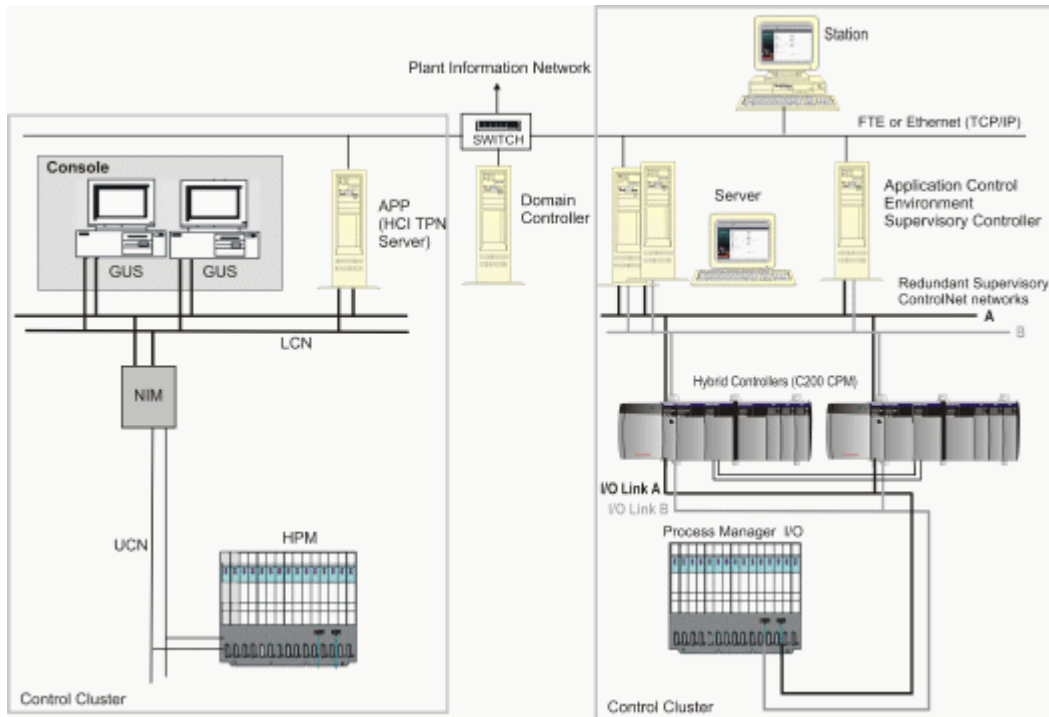 Station
Plant Information Network
SWITCH
FTE or Ethernet (TCP/IP)
Console
GUS
GUS
APP
(HCI TPN
Server)
Domain
Controller
Server
Application Control
Environment
Supervisory Controller
Redundant Supervisory
ControlNet networks
A
B
LCN
NIM
Hybrid Controllers (C200 CPM)
I/O Link A
I/O Link B
UCN
HPM
Process Manager I/O
Control Cluster
Control Cluster